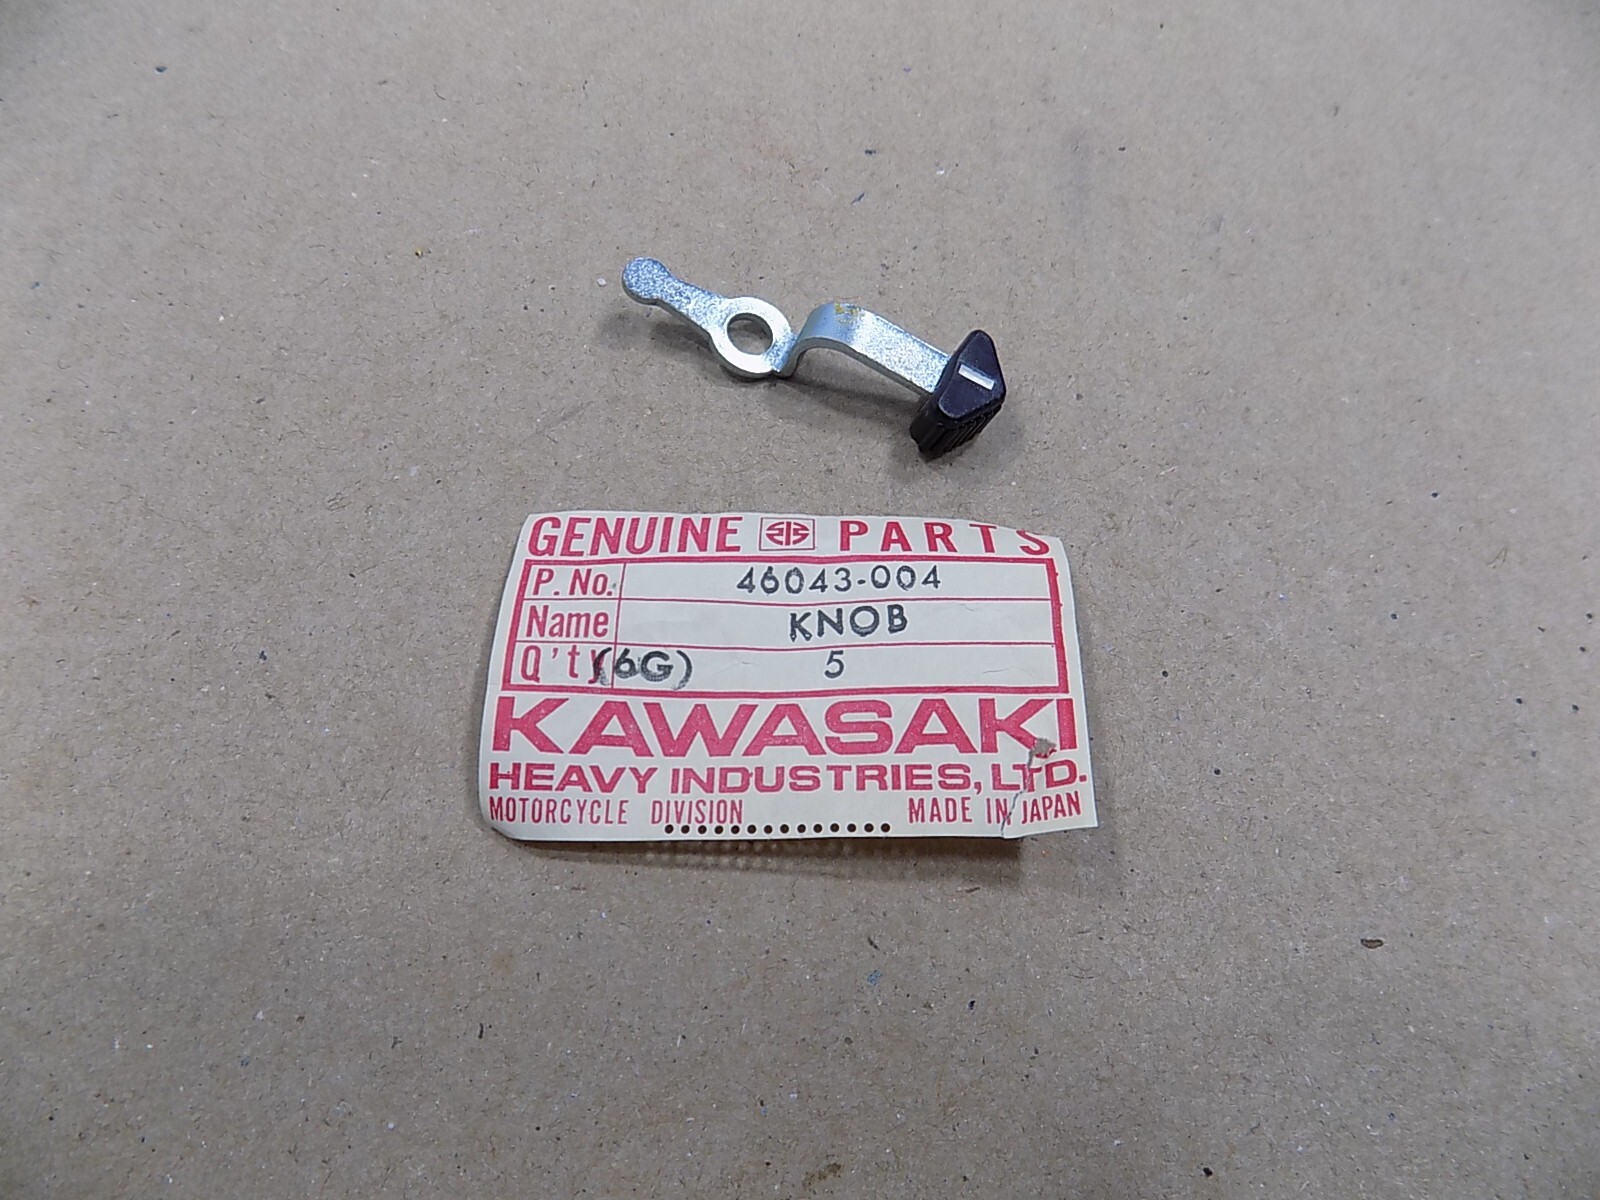 GENUINE PARTS
P. No. 46043-004
Name KNOB
Q'ty (6G) 5
KAWASAKI
HEAVY INDUSTRIES, LTD.
MOTORCYCLE DIVISION MADE IN JAPAN